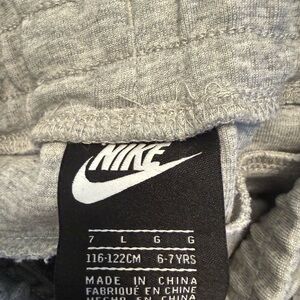 NIKE
7 L G G
116-122CM 6-7YRS
MADE IN CHINA
FABRIQUÉ EN CHINE
HECHO EN CHINA